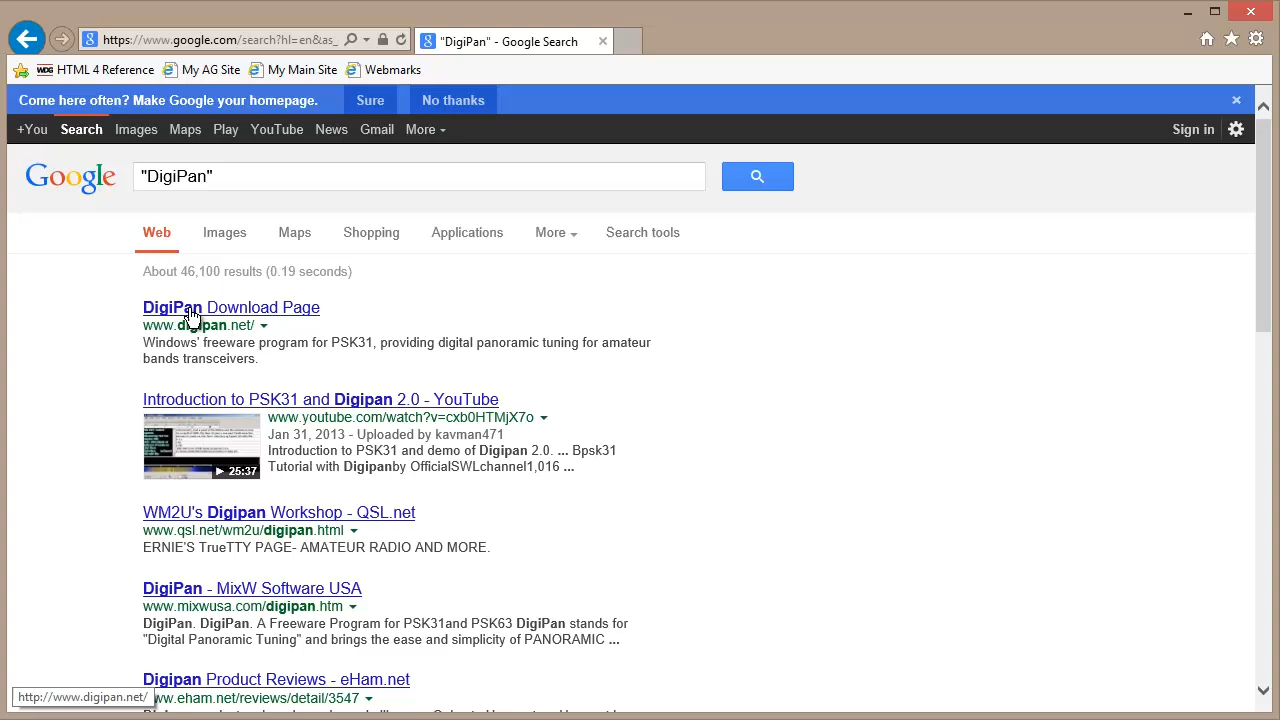 https://www.google.com/search?hl=en&as_
"DigiPan" - Google Search
HTML 4 Reference My AG Site My Main Site Webmarks
Come here often? Make Google your homepage. Sure No thanks
+You Search Images Maps Play YouTube News Gmail More Sign in
Google "DigiPan"
Web Images Maps Shopping Applications More Search tools
About 46,100 results (0.19 seconds)
DigiPan Download Page
www.digipan.net/
Windows' freeware program for PSK31, providing digital panoramic tuning for amateur
bands transceivers.
Introduction to PSK31 and Digipan 2.0 - YouTube
www.youtube.com/watch?v=cxb0HTMjX7o
Jan 31, 2013 - Uploaded by kavman471
Introduction to PSK31 and demo of Digipan 2.0. ... Bpsk31
Tutorial with Digipanby OfficialSWLchannel1,016 ...
25:37
WM2U's Digipan Workshop - QSL.net
www.qsl.net/wm2u/digipan.html
ERNIE'S TrueTTY PAGE- AMATEUR RADIO AND MORE.
DigiPan - MixW Software USA
www.mixwusa.com/digipan.htm
DigiPan. DigiPan. A Freeware Program for PSK31and PSK63 DigiPan stands for
"Digital Panoramic Tuning" and brings the ease and simplicity of PANORAMIC ...
Digipan Product Reviews - eHam.net
www.eham.net/reviews/detail/3547
http://www.digipan.net/